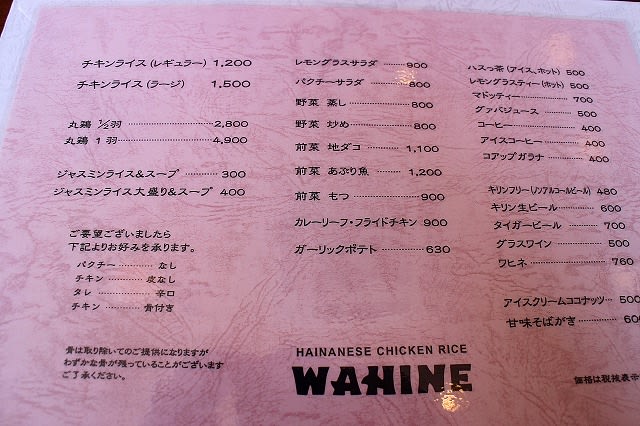 チキンライス (レギュラー) 1,200
チキンライス (ラージ) 1,500
丸鶏 ½羽 ………… 2,800
丸鶏 1 羽 ………… 4,900
ジャスミンライス&スープ ………… 300
ジャスミンライス大盛り&スープ 400
ご要望ございましたら
下記よりお好みを承ります。
パクチー ………… なし
チキン ………… 皮なし
タレ ………… 辛口
チキン ………… 骨付き
骨は取り除いてのご提供になりますが
わずかな骨が残っていることがございます
ご了承ください。
レモングラスサラダ ……… 900
パクチーサラダ ………… 800
野菜 蒸し ………… 800
野菜 炒め ………… 800
前菜 地ダコ ……… 1,100
前菜 あぶり魚 ……… 1,200
前菜 もつ ………… 900
カレーリーフ・フライドチキン 900
ガーリックポテト ………… 630
ハスっ茶 (アイス、ホット) 500
レモングラスティー (ホット) 500
マドッティー ………… 700
グァバジュース ……… 500
コーヒー ………… 400
アイスコーヒー ……… 400
コアップガラナ ……… 400
キリンフリー (ノンアルコールビール) 480
キリン生ビール ……… 600
タイガービール ……… 700
グラスワイン ……… 500
ワヒネ ………… 760
アイスクリームココナッツ… 500
甘味そばがき ……… 600
HAINANESE CHICKEN RICE
WAHINE
価格は税抜表示